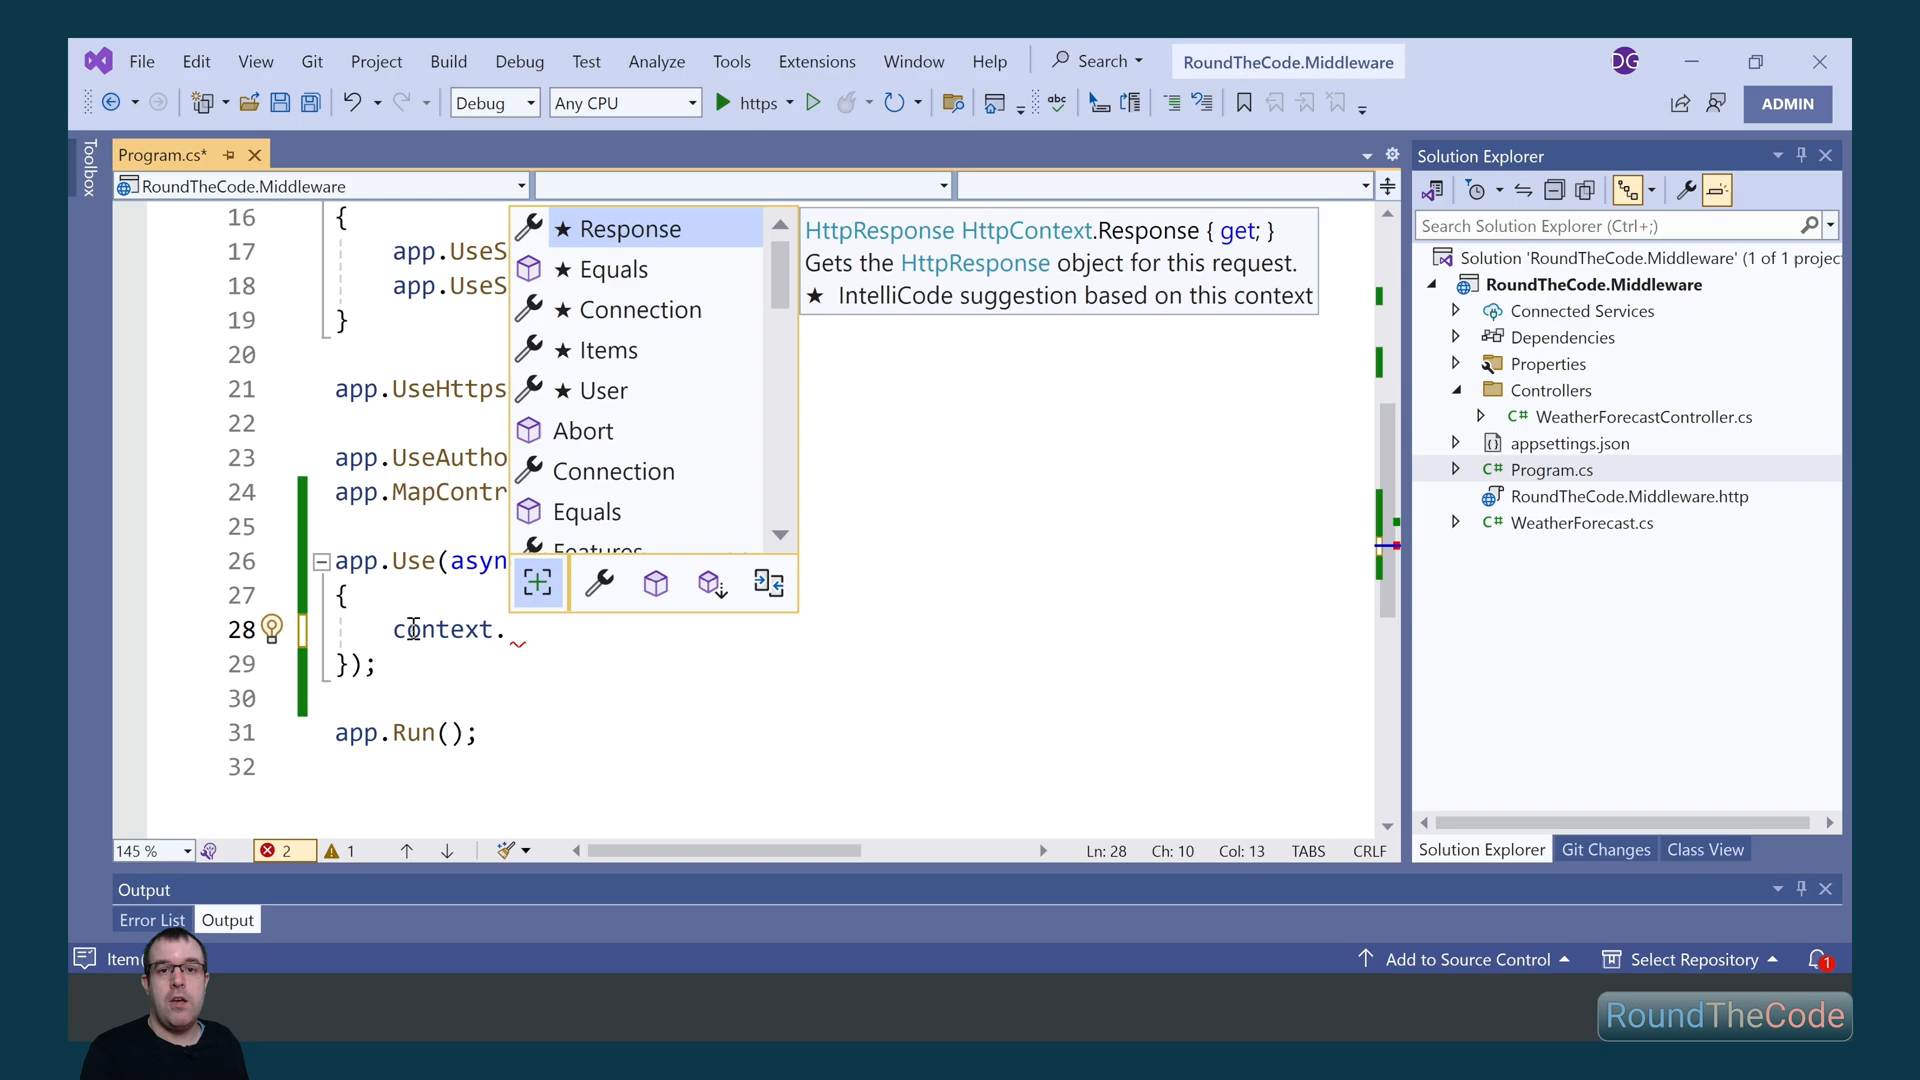 File Edit View Git Project Build Debug Test Analyze Tools Extensions Window Help Search RoundTheCode.Middleware DG
Debug Any CPU https abc ADMIN
Toolbox
Program.cs*
RoundTheCode.Middleware
16 {
17 app.UseS
18 app.UseS
19 }
20
21 app.UseHttps
22
23 app.UseAutho
24 app.MapContr
25
26 app.Use(asyn
27 {
28 context.
29 });
30
31 app.Run();
32
★ Response
★ Equals
★ Connection
★ Items
★ User
Abort
Connection
Equals
Features
HttpResponse HttpContext.Response { get; }
Gets the HttpResponse object for this request.
★ IntelliCode suggestion based on this context
145 % 2 1 Ln: 28 Ch: 10 Col: 13 TABS CRLF
Solution Explorer
Search Solution Explorer (Ctrl+;)
Solution 'RoundTheCode.Middleware' (1 of 1 projec
RoundTheCode.Middleware
Connected Services
Dependencies
Properties
Controllers
C# WeatherForecastController.cs
appsettings.json
C# Program.cs
RoundTheCode.Middleware.http
C# WeatherForecast.cs
Solution Explorer Git Changes Class View
Output
Error List Output
Item( Add to Source Control Select Repository 1
RoundTheCode